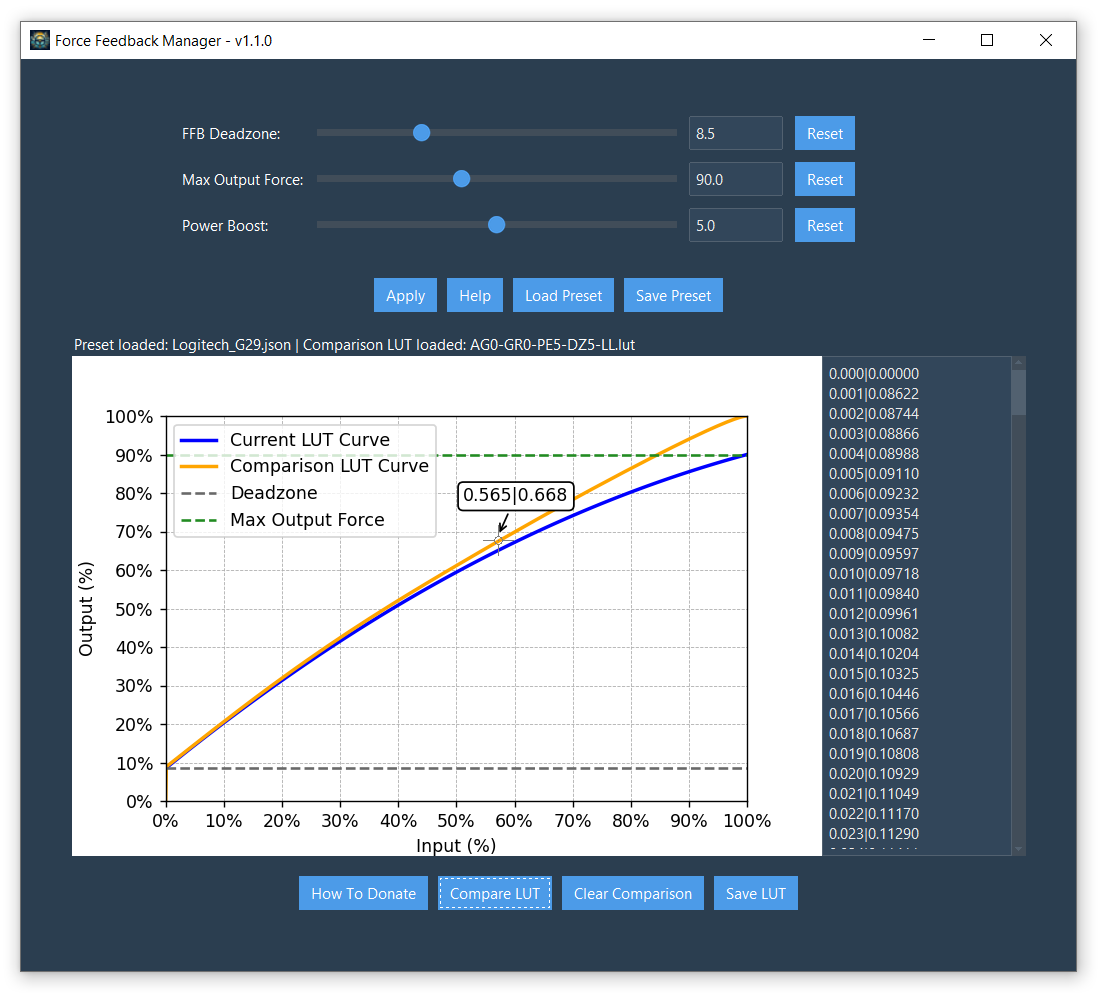 Force Feedback Manager - v1.1.0
FFB Deadzone: 8.5 Reset
Max Output Force: 90.0 Reset
Power Boost: 5.0 Reset
Apply Help Load Preset Save Preset
Preset loaded: Logitech_G29.json | Comparison LUT loaded: AG0-GR0-PE5-DZ5-LL.lut
100%
90%
80%
70%
60%
50%
40%
30%
20%
10%
0%
Output (%)
Current LUT Curve
Comparison LUT Curve
Deadzone
Max Output Force
0.565|0.668
0% 10% 20% 30% 40% 50% 60% 70% 80% 90% 100%
Input (%)
0.000|0.00000
0.001|0.08622
0.002|0.08744
0.003|0.08866
0.004|0.08988
0.005|0.09110
0.006|0.09232
0.007|0.09354
0.008|0.09475
0.009|0.09597
0.010|0.09718
0.011|0.09840
0.012|0.09961
0.013|0.10082
0.014|0.10204
0.015|0.10325
0.016|0.10446
0.017|0.10566
0.018|0.10687
0.019|0.10808
0.020|0.10929
0.021|0.11049
0.022|0.11170
0.023|0.11290
How To Donate Compare LUT Clear Comparison Save LUT